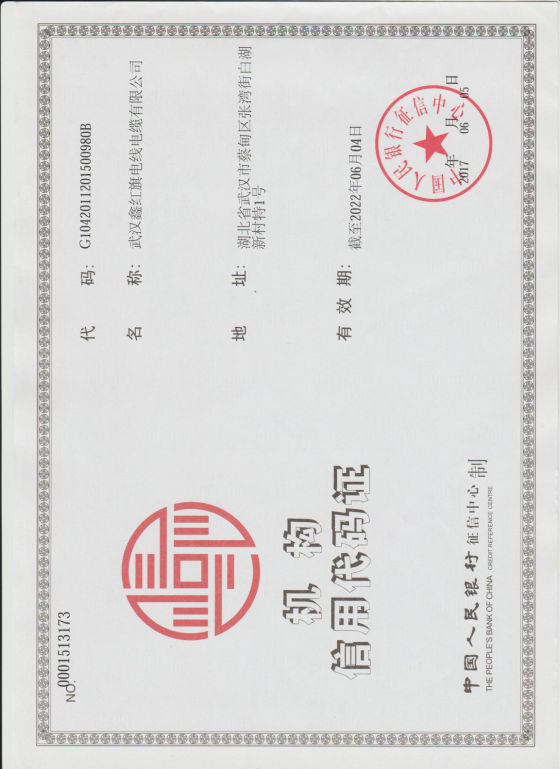 NO.0001513173
机构
信用代码证
中国人民银行征信中心 制
THE PEOPLE'S BANK OF CHINA CREDIT REFERENCE CENTRE
代 码： G1042011201500980B
名 称： 武汉鑫红旗电线电缆有限公司
地 址： 湖北省武汉市蔡甸区张湾街白湖
新村特1号
有效期： 截至2022年06月04日
中国人民银行征信中心
2017年06月05日